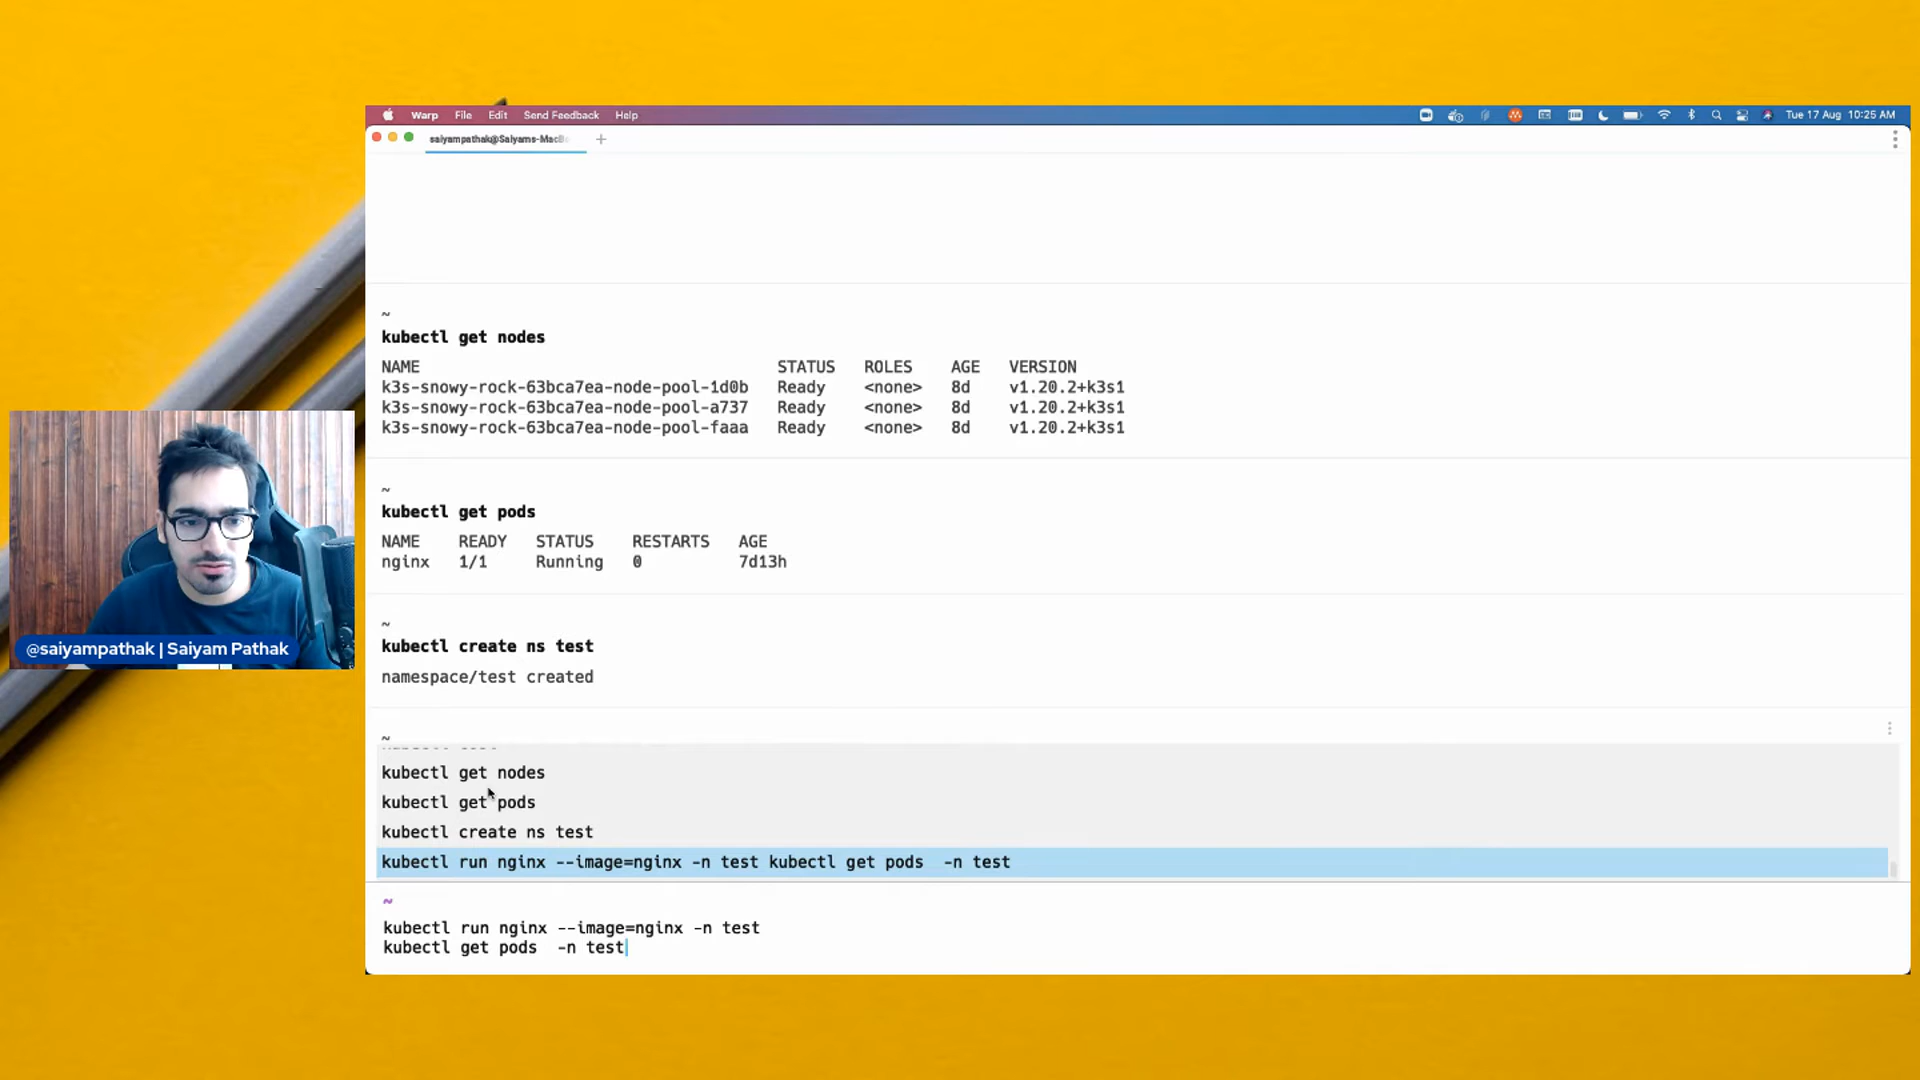 Warp File Edit Send Feedback Help Tue 17 Aug 10:25 AM
saiyampathak@Saiyams-MacB
~
kubectl get nodes
NAME STATUS ROLES AGE VERSION
k3s-snowy-rock-63bca7ea-node-pool-1d0b Ready <none> 8d v1.20.2+k3s1
k3s-snowy-rock-63bca7ea-node-pool-a737 Ready <none> 8d v1.20.2+k3s1
k3s-snowy-rock-63bca7ea-node-pool-faaa Ready <none> 8d v1.20.2+k3s1
~
kubectl get pods
NAME READY STATUS RESTARTS AGE
nginx 1/1 Running 0 7d13h
~
kubectl create ns test
namespace/test created
~
kubectl get nodes
kubectl get pods
kubectl create ns test
kubectl run nginx --image=nginx -n test kubectl get pods -n test
~
kubectl run nginx --image=nginx -n test
kubectl get pods -n test
@saiyampathak | Saiyam Pathak